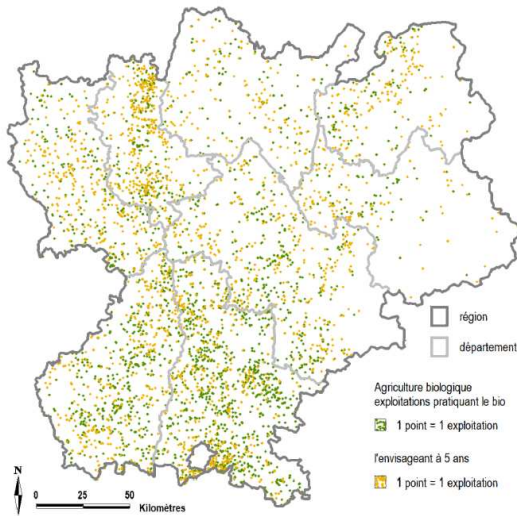 région
département
Agriculture biologique
exploitations pratiquant le bio
1 point = 1 exploitation
l'envisageant à 5 ans
1 point = 1 exploitation
N
0 25 50
Kilomètres